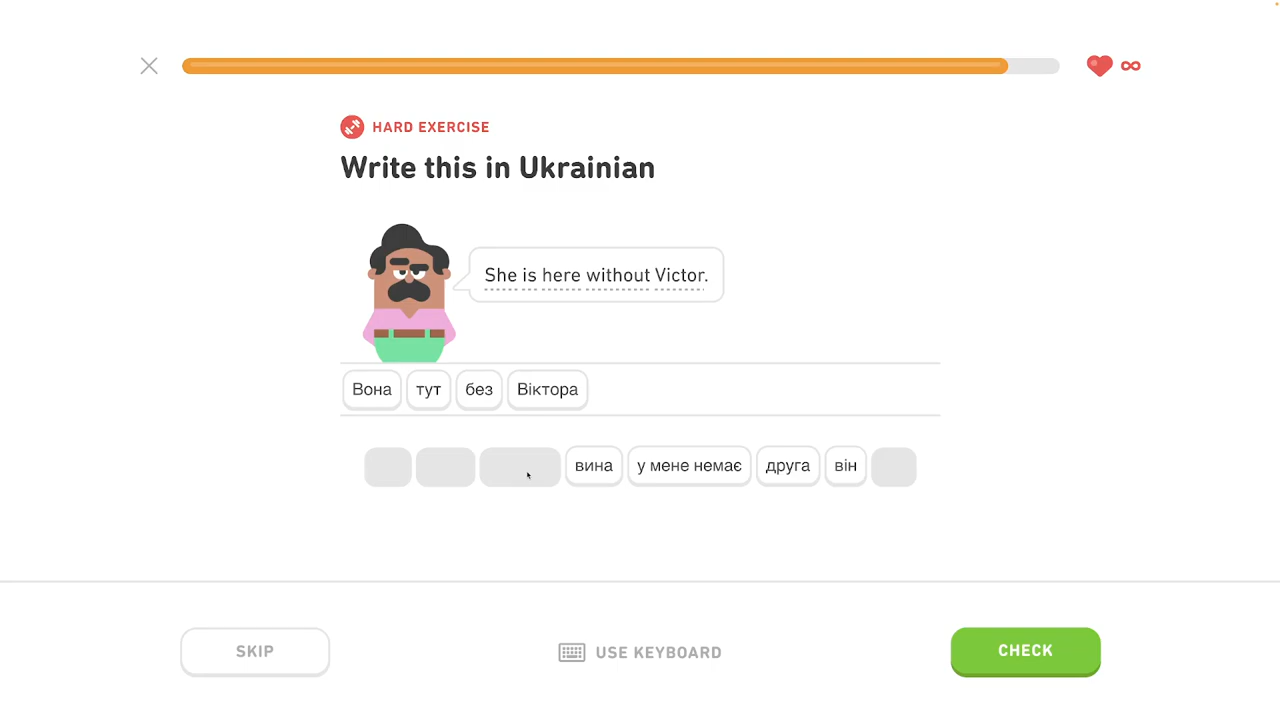 ∞
HARD EXERCISE
Write this in Ukrainian
She is here without Victor.
Вона тут без Віктора
вина у мене немає друга він
SKIP USE KEYBOARD CHECK